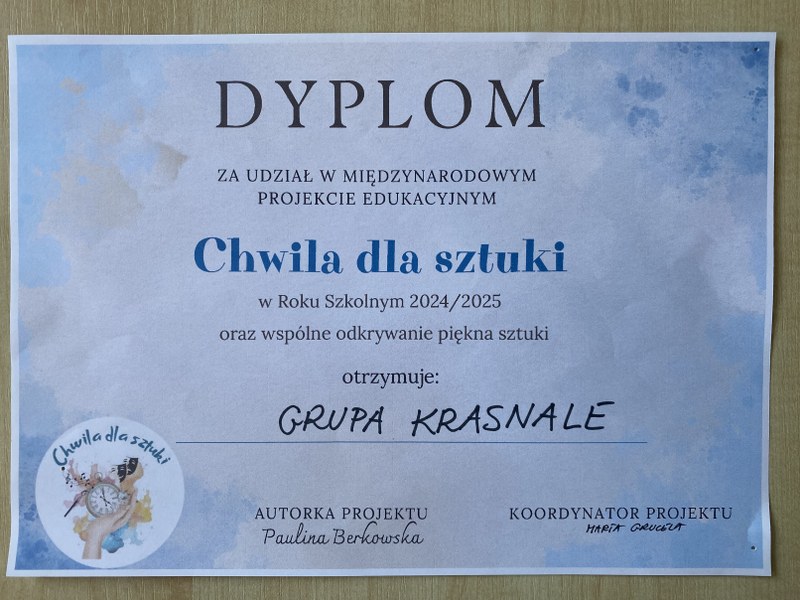 DYPLOM
ZA UDZIAŁ W MIĘDZYNARODOWYM
PROJEKCIE EDUKACYJNYM
Chwila dla sztuki
w Roku Szkolnym 2024/2025
oraz wspólne odkrywanie piękna sztuki
otrzymuje:
GRUPA KRASNALE
Chwila dla sztuki
AUTORKA PROJEKTU
Paulina Berkowska
KOORDYNATOR PROJEKTU
MARTA